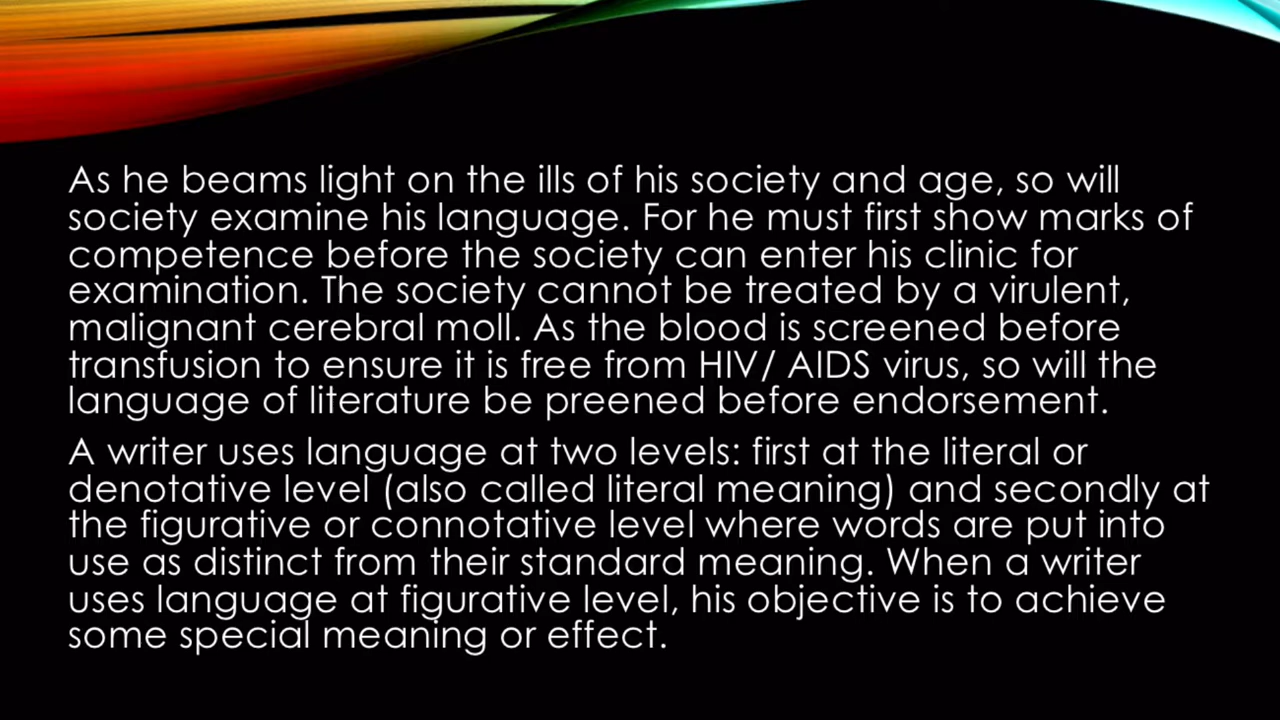 As he beams light on the ills of his society and age, so will
society examine his language. For he must first show marks of
competence before the society can enter his clinic for
examination. The society cannot be treated by a virulent,
malignant cerebral moll. As the blood is screened before
transfusion to ensure it is free from HIV/ AIDS virus, so will the
language of literature be preened before endorsement.
A writer uses language at two levels: first at the literal or
denotative level (also called literal meaning) and secondly at
the figurative or connotative level where words are put into
use as distinct from their standard meaning. When a writer
uses language at figurative level, his objective is to achieve
some special meaning or effect.